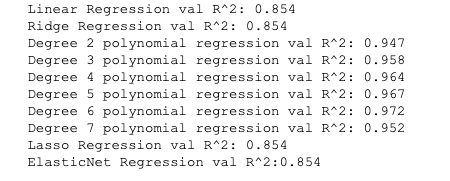 Linear Regression val R^2: 0.854
Ridge Regression val R^2: 0.854
Degree 2 polynomial regression val R^2: 0.947
Degree 3 polynomial regression val R^2: 0.958
Degree 4 polynomial regression val R^2: 0.964
Degree 5 polynomial regression val R^2: 0.967
Degree 6 polynomial regression val R^2: 0.972
Degree 7 polynomial regression val R^2: 0.952
Lasso Regression val R^2: 0.854
ElasticNet Regression val R^2:0.854